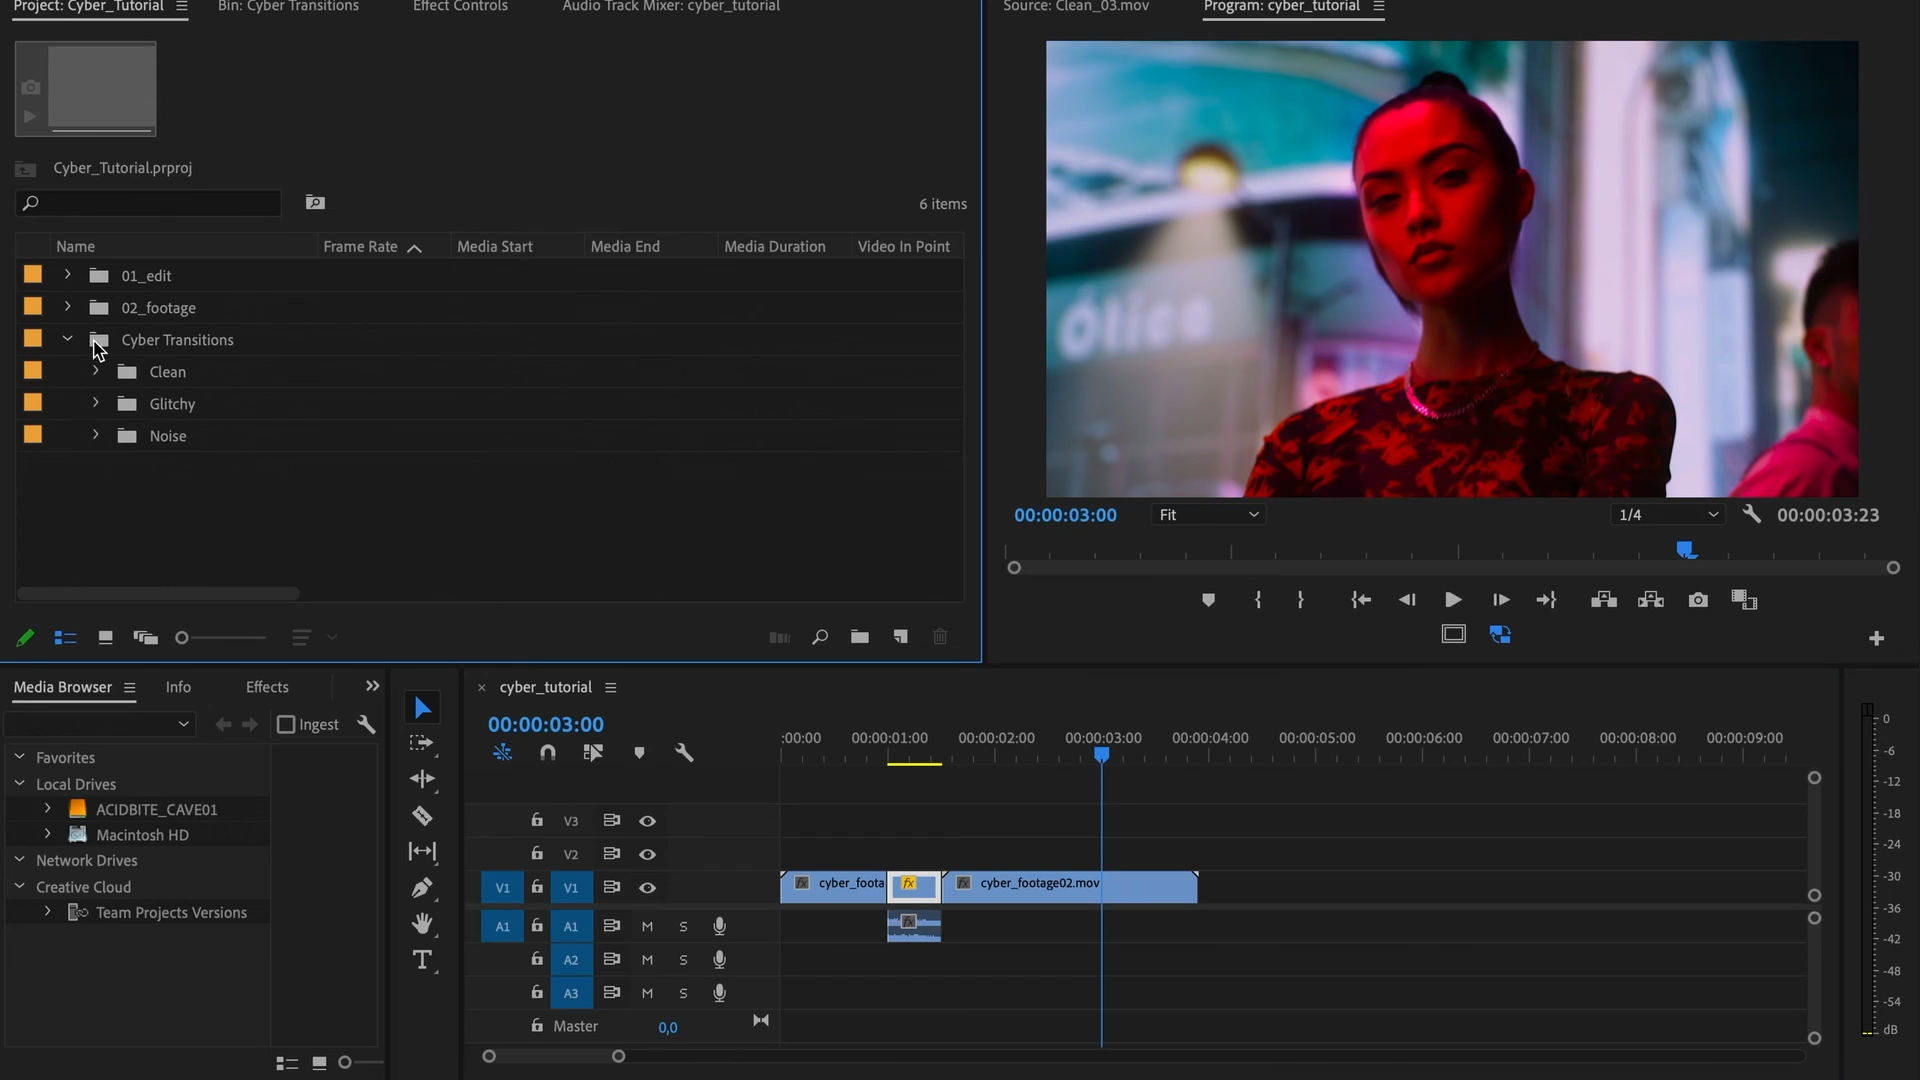 Project: Cyber_Tutorial
Bin: Cyber Transitions
Effect Controls
Audio Track Mixer: cyber_tutorial
Source: Clean_03.mov
Program: cyber_tutorial
Cyber_Tutorial.prproj
6 items
Name
Frame Rate
Media Start
Media End
Media Duration
Video In Point
01_edit
02_footage
Cyber Transitions
Clean
Glitchy
Noise
Ótica
00:00:03:00
Fit
1/4
00:00:03:23
Media Browser
Info
Effects
Ingest
Favorites
Local Drives
ACIDBITE_CAVE01
Macintosh HD
Network Drives
Creative Cloud
Team Projects Versions
cyber_tutorial
00:00:03:00
:00:00
00:00:01:00
00:00:02:00
00:00:03:00
00:00:04:00
00:00:05:00
00:00:06:00
00:00:07:00
00:00:08:00
00:00:09:00
V3
V2
V1
V1
fx
cyber_foota
fx
fx
cyber_footage02.mov
A1
A1
M
S
fx
A2
M
S
A3
M
S
Master
0,0
0
-6
-12
-18
-24
-30
-36
-42
-48
-54
dB